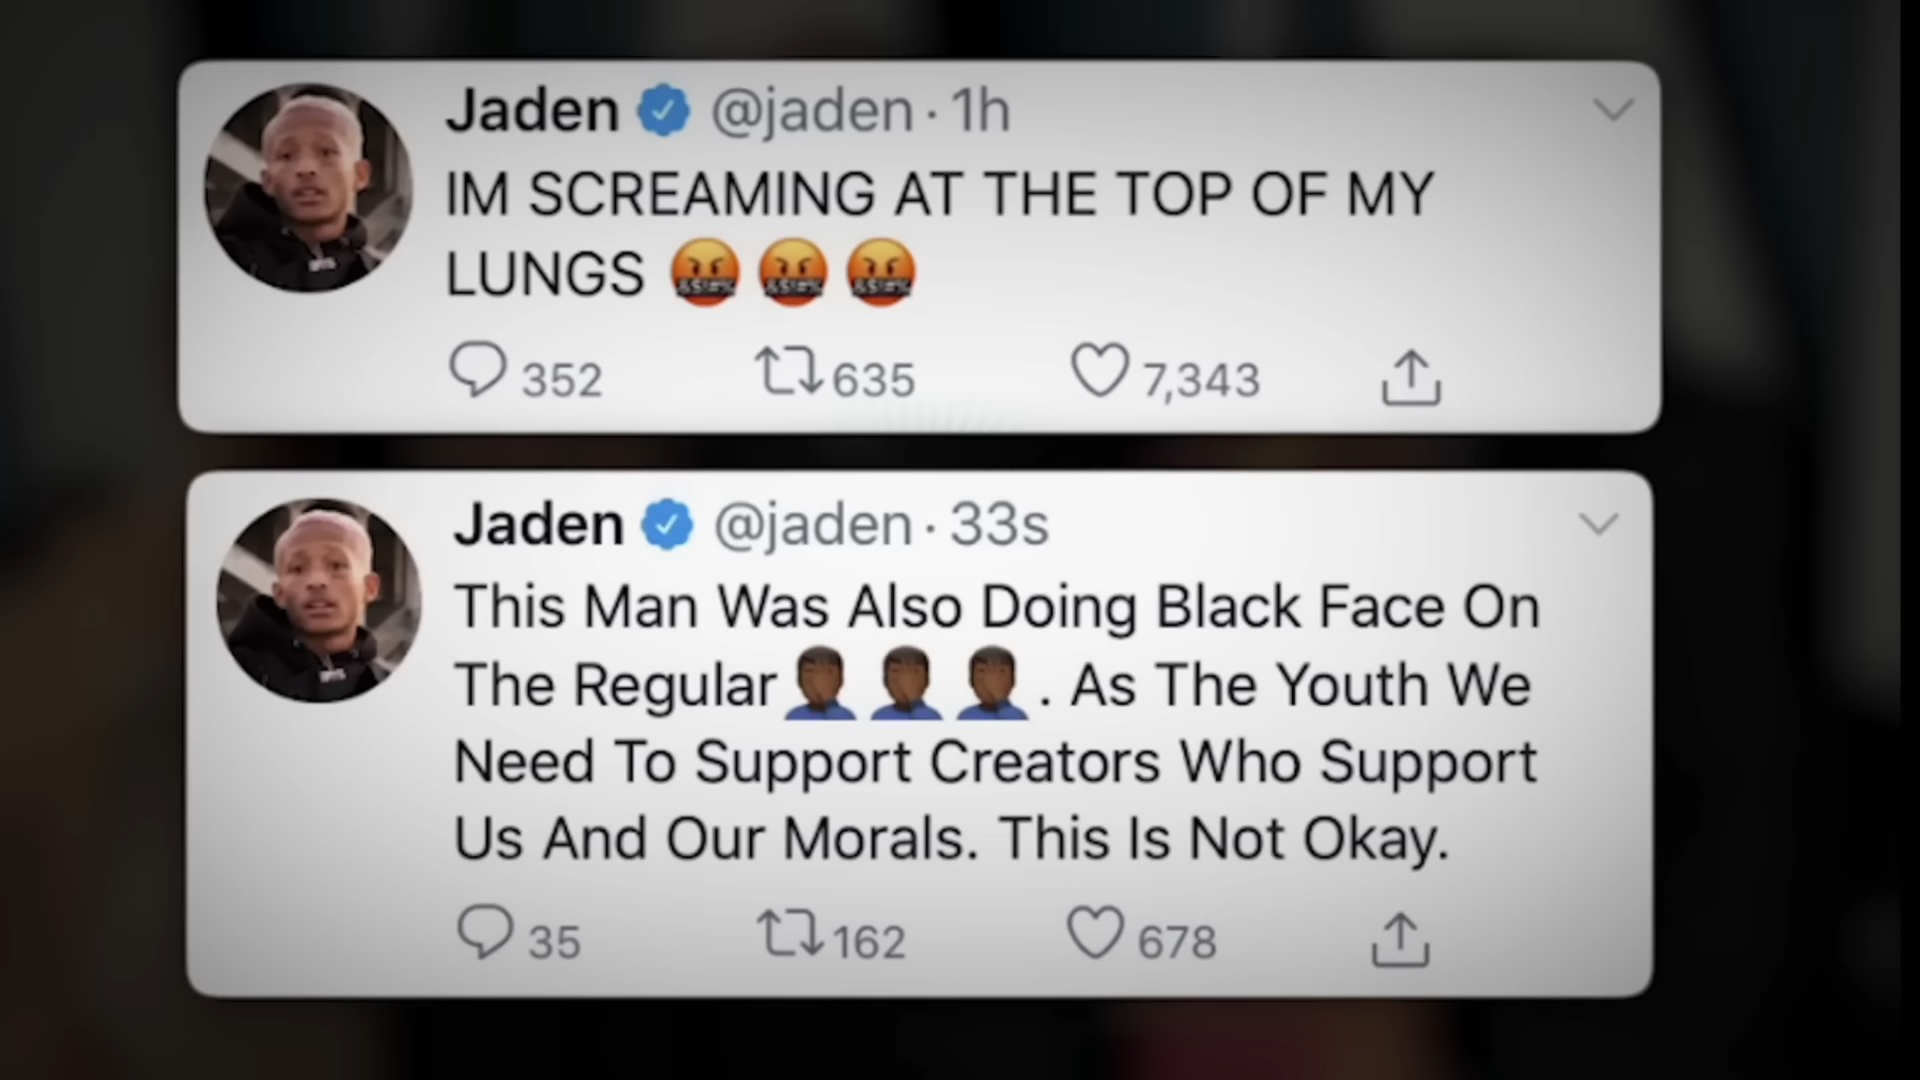 Jaden @jaden · 1h
IM SCREAMING AT THE TOP OF MY
LUNGS 🤬 🤬 🤬
352 635 7,343
Jaden @jaden · 33s
This Man Was Also Doing Black Face On
The Regular🤦🏾‍♂️🤦🏾‍♂️🤦🏾‍♂️. As The Youth We
Need To Support Creators Who Support
Us And Our Morals. This Is Not Okay.
35 162 678